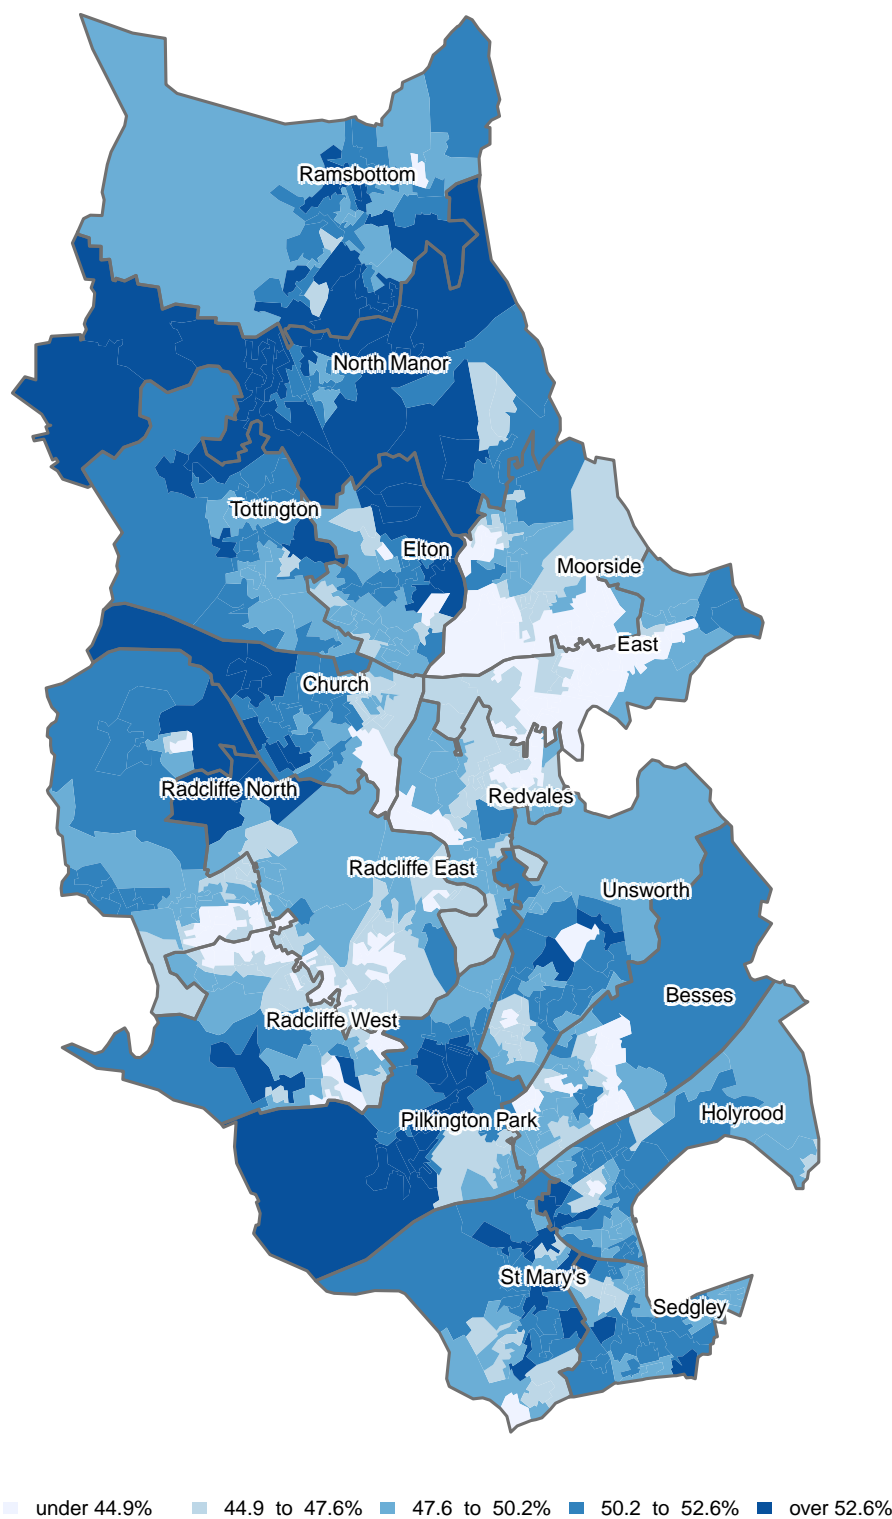 Ramsbottom
North Manor
Tottington
Elton
Moorside
East
Church
Radcliffe North
Redvales
Radcliffe East
Unsworth
Besses
Radcliffe West
Holyrood
Pilkington Park
St Mary's
Sedgley
under 44.9% 44.9 to 47.6% 47.6 to 50.2% 50.2 to 52.6% over 52.6%